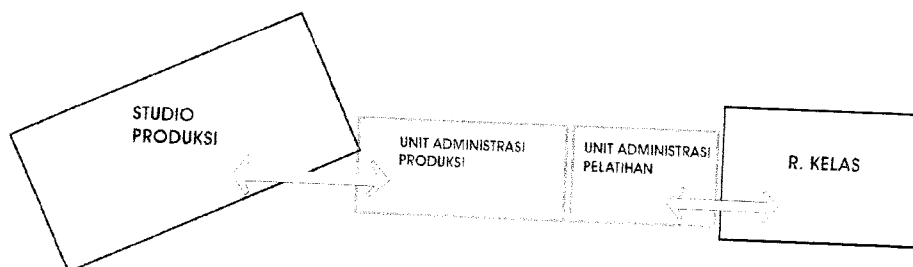 STUDIO
PRODUKSI
UNIT ADMINISTRASI
PRODUKSI
UNIT ADMINISTRASI
PELATIHAN
R. KELAS